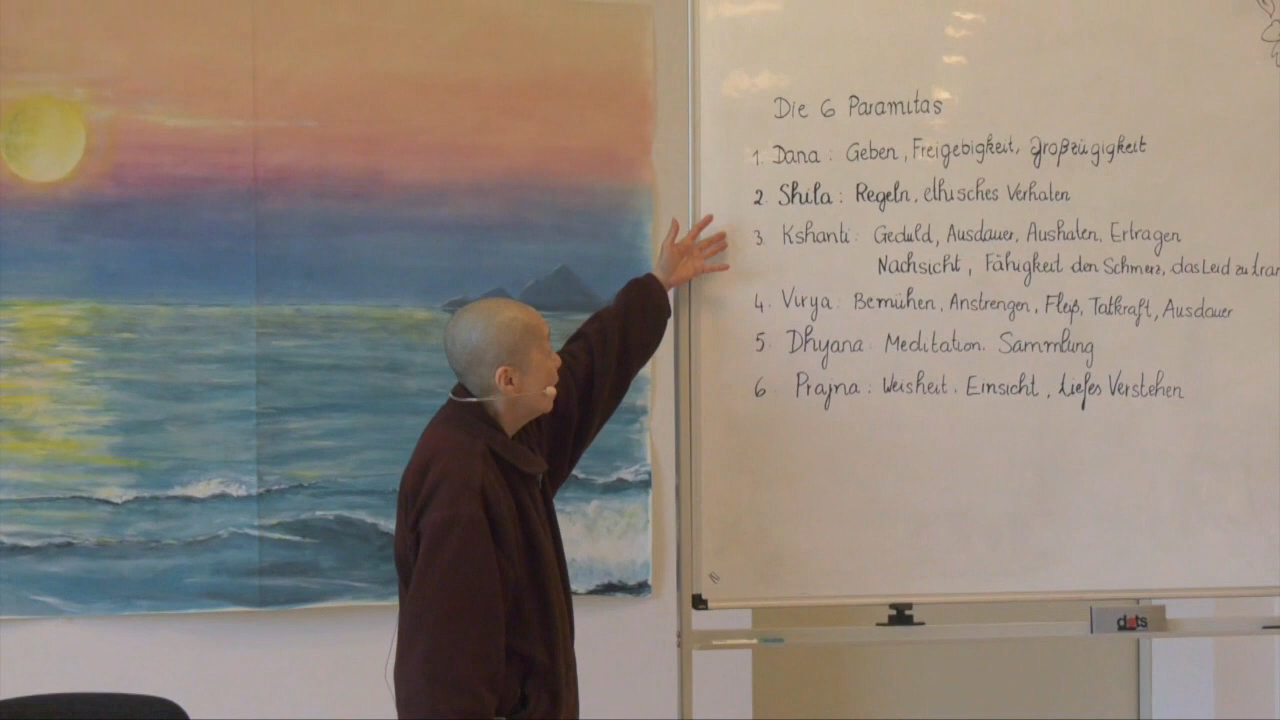 Die 6 Paramitas
1. Dana: Geben, Freigebigkeit, großzügigkeit
2. Shila: Regeln, ethisches Verhalten
3. Kshanti: Geduld, Ausdauer, Aushalten, Ertragen
Nachsicht, Fähigkeit den Schmerz, das Leid zu
4. Virya: Bemühen, Anstrengen, Fleiß, Tatkraft, Ausdauer
5. Dhyana: Meditation. Sammlung
6 Prajna: Weisheit, Einsicht, tiefes Verstehen
dots